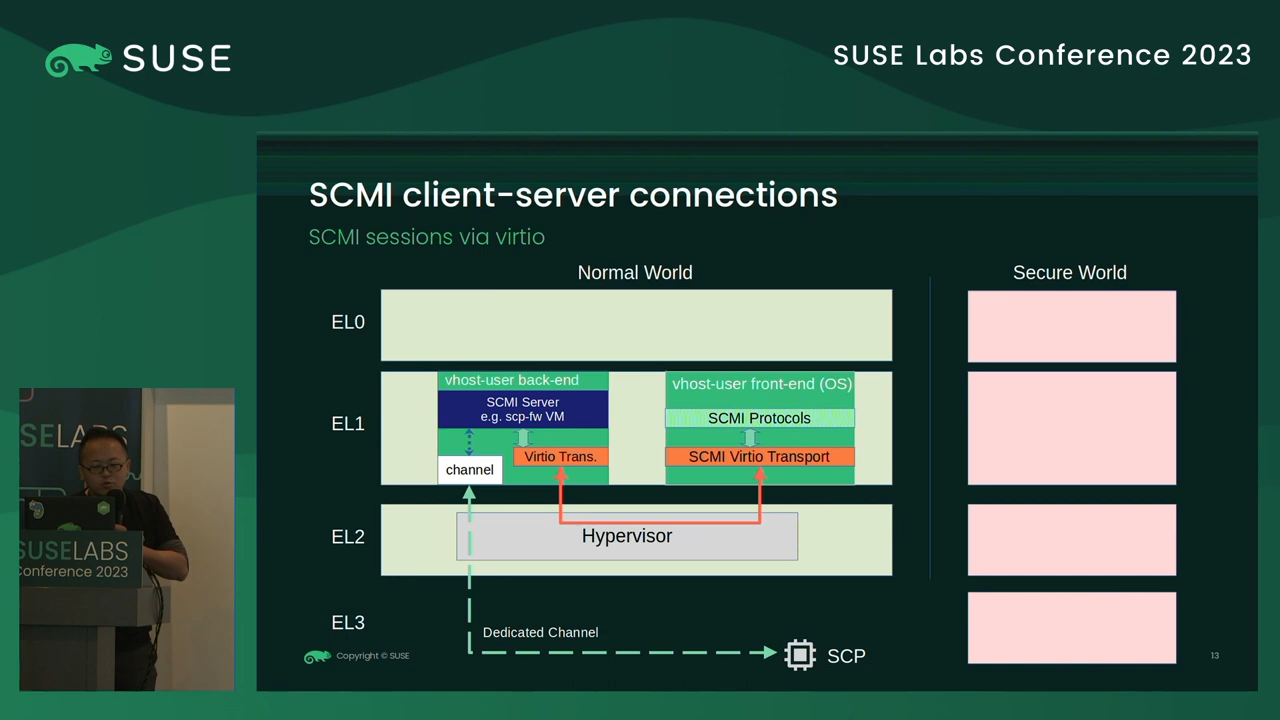 SUSE
SUSE Labs Conference 2023
SCMI client-server connections
SCMI sessions via virtio
Normal World
Secure World
EL0
EL1
vhost-user back-end
SCMI Server
e.g. scp-fw VM
channel
Virtio Trans.
vhost-user front-end (OS)
SCMI Protocols
SCMI Virtio Transport
EL2
Hypervisor
EL3
Dedicated Channel
SCP
Copyright © SUSE
13
SELABS
SUSELABS
Conference 2023